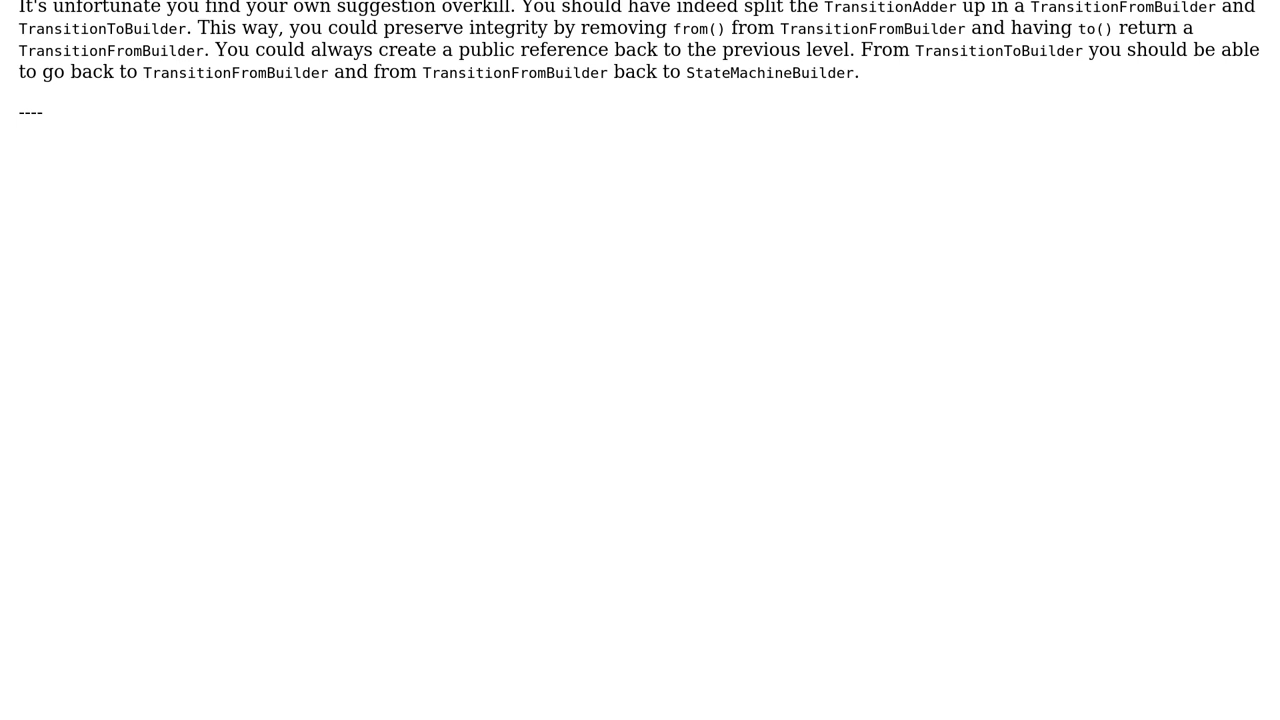 It's unfortunate you find your own suggestion overkill. You should have indeed split the TransitionAdder up in a TransitionFromBuilder and
TransitionToBuilder. This way, you could preserve integrity by removing from() from TransitionFromBuilder and having to() return a
TransitionFromBuilder. You could always create a public reference back to the previous level. From TransitionToBuilder you should be able
to go back to TransitionFromBuilder and from TransitionFromBuilder back to StateMachineBuilder.
----